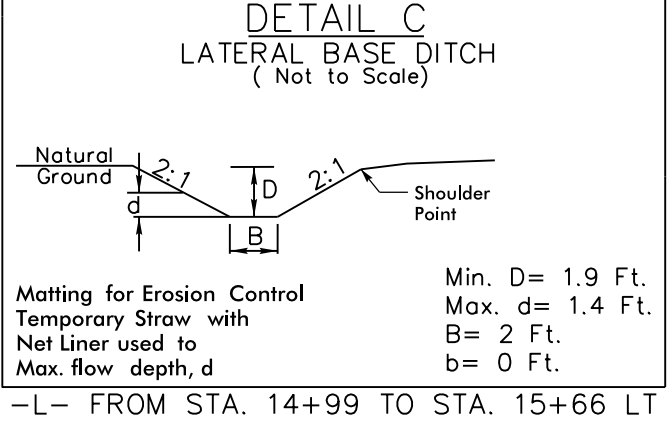 DETAIL C
LATERAL BASE DITCH
( Not to Scale)
Natural
Ground
2:1
2:1
D
d
B
Shoulder
Point
Matting for Erosion Control
Temporary Straw with
Net Liner used to
Max. flow depth, d
Min. D= 1.9 Ft.
Max. d= 1.4 Ft.
B= 2 Ft.
b= 0 Ft.
-L- FROM STA. 14+99 TO STA. 15+66 LT